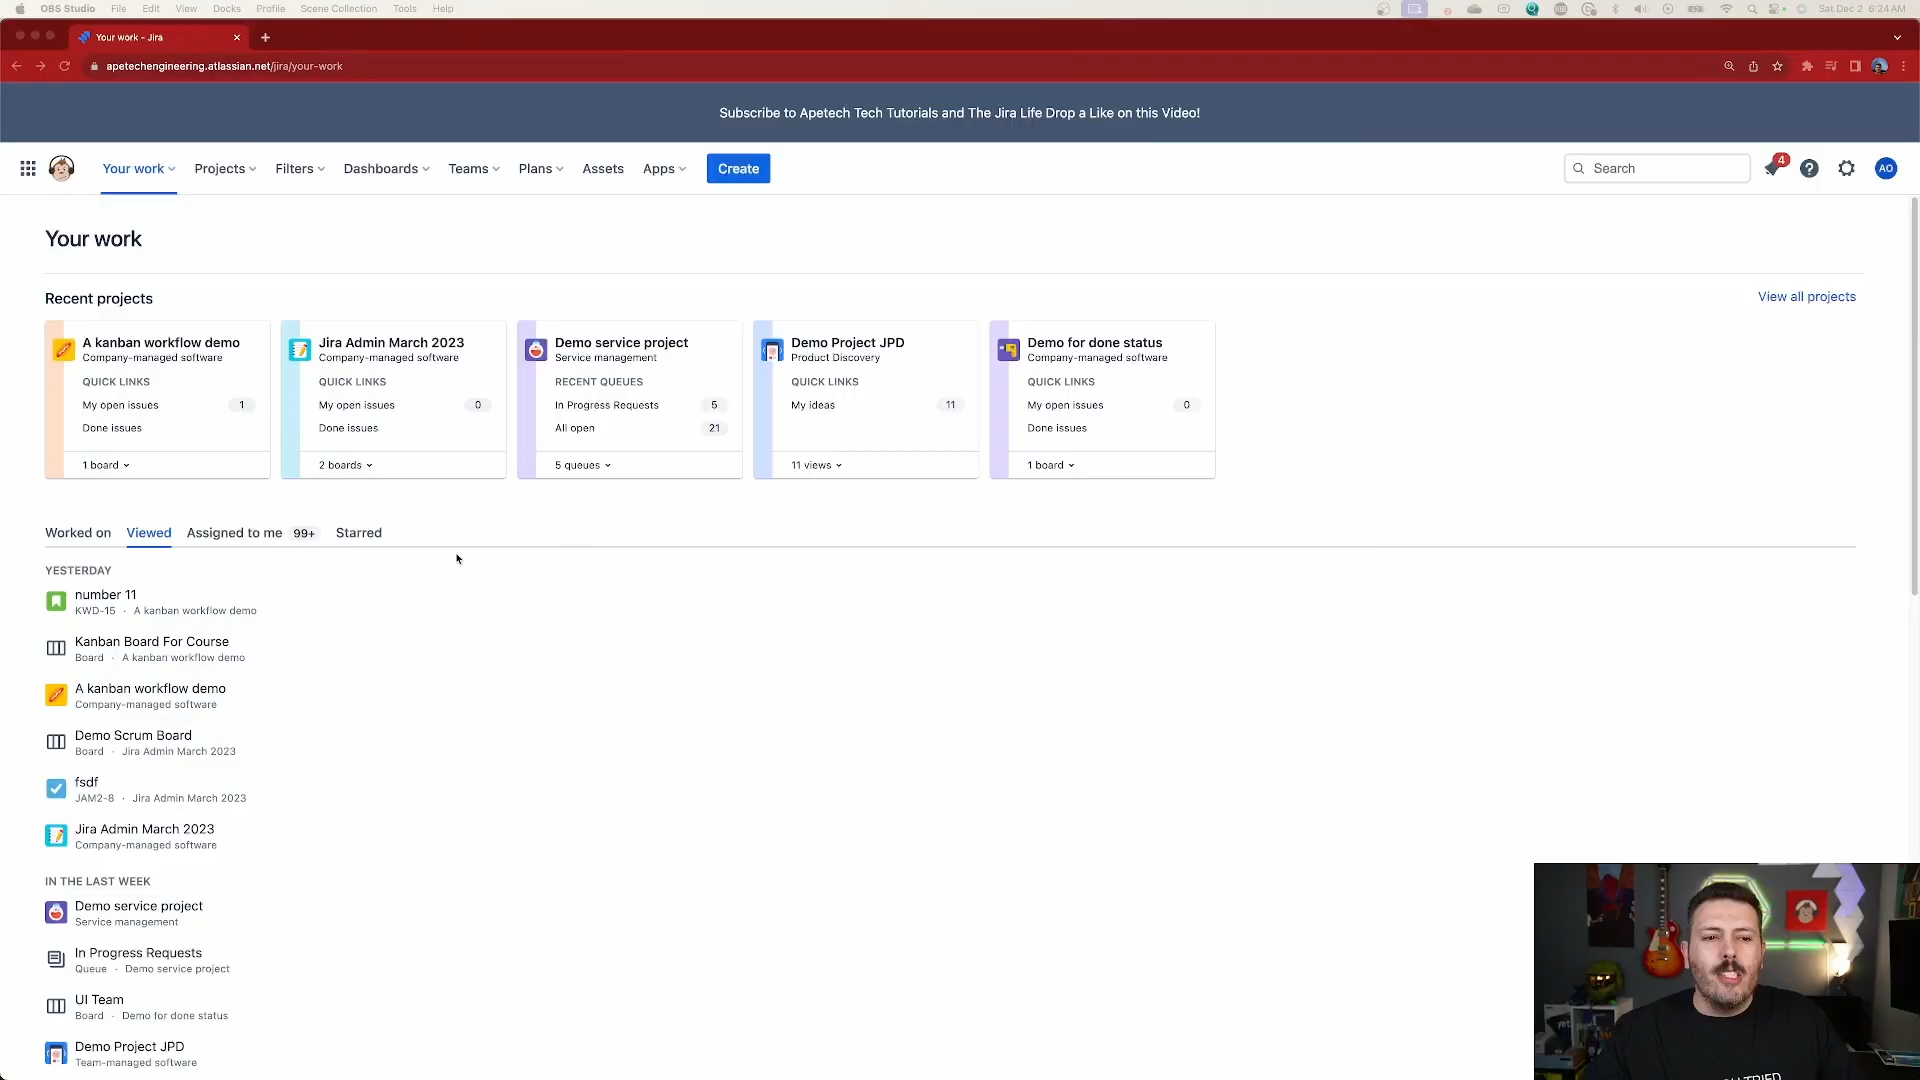 OBS Studio File Edit View Docks Profile Scene Collection Tools Help
Sat Dec 2 6:24 AM
Your work - Jira
apetechengineering.atlassian.net/jira/your-work
Subscribe to Apetech Tech Tutorials and The Jira Life Drop a Like on this Video!
Your work Projects Filters Dashboards Teams Plans Assets Apps Create
Search
4
AO
Your work
Recent projects
View all projects
A kanban workflow demo
Company-managed software
QUICK LINKS
My open issues 1
Done issues
1 board
Jira Admin March 2023
Company-managed software
QUICK LINKS
My open issues 0
Done issues
2 boards
Demo service project
Service management
RECENT QUEUES
In Progress Requests 5
All open 21
5 queues
Demo Project JPD
Product Discovery
QUICK LINKS
My ideas 11
11 views
Demo for done status
Company-managed software
QUICK LINKS
My open issues 0
Done issues
1 board
Worked on Viewed Assigned to me 99+ Starred
YESTERDAY
number 11
KWD-15 · A kanban workflow demo
Kanban Board For Course
Board · A kanban workflow demo
A kanban workflow demo
Company-managed software
Demo Scrum Board
Board · Jira Admin March 2023
fsdf
JAM2-8 · Jira Admin March 2023
Jira Admin March 2023
Company-managed software
IN THE LAST WEEK
Demo service project
Service management
In Progress Requests
Queue · Demo service project
UI Team
Board · Demo for done status
Demo Project JPD
Team-managed software